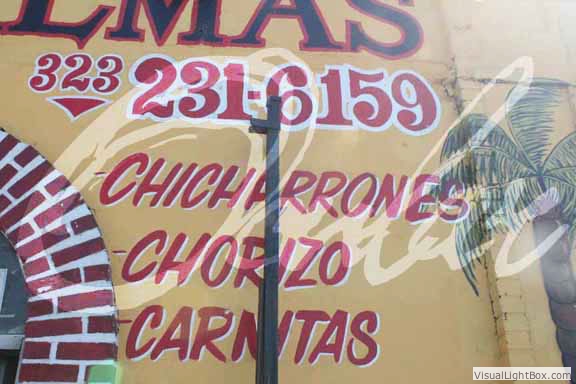 LMAS
323 231-6159
CHICHARRONES
CHORIZO
CARNITAS
VisualLightBox.com